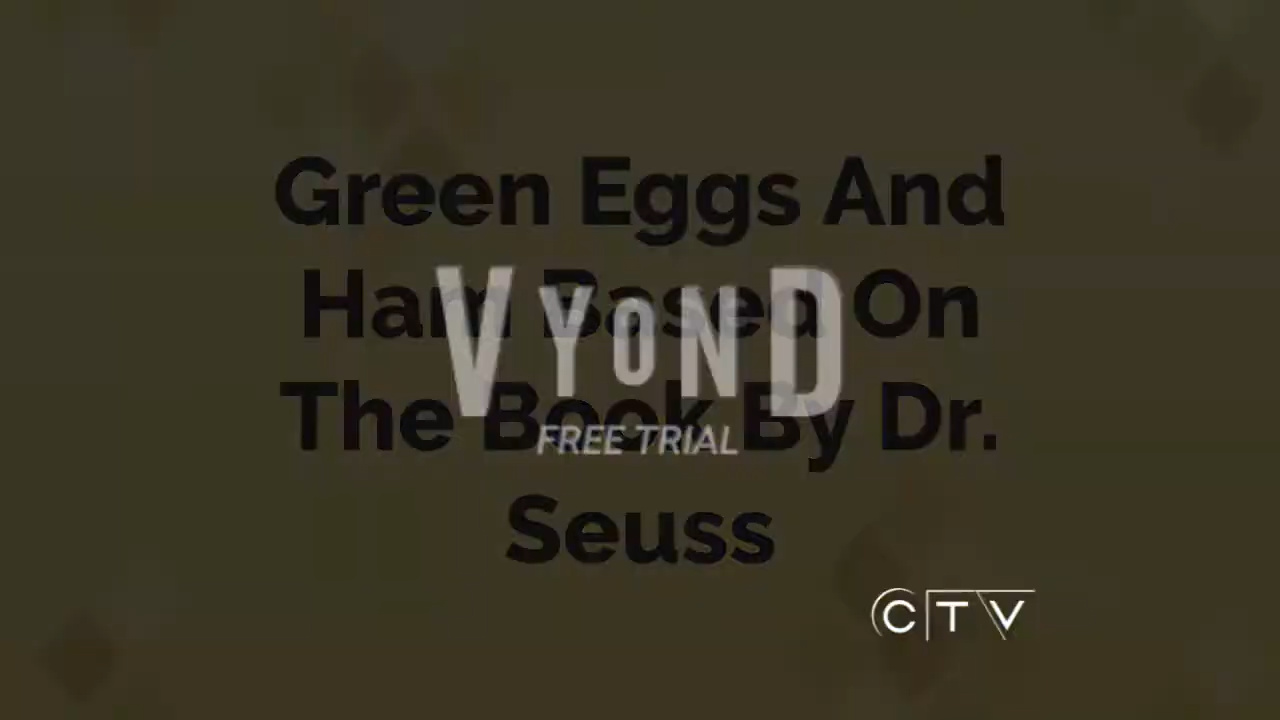 Green Eggs And
Ham Based On
The Book By Dr.
Seuss
VYOND
FREE TRIAL
CTV